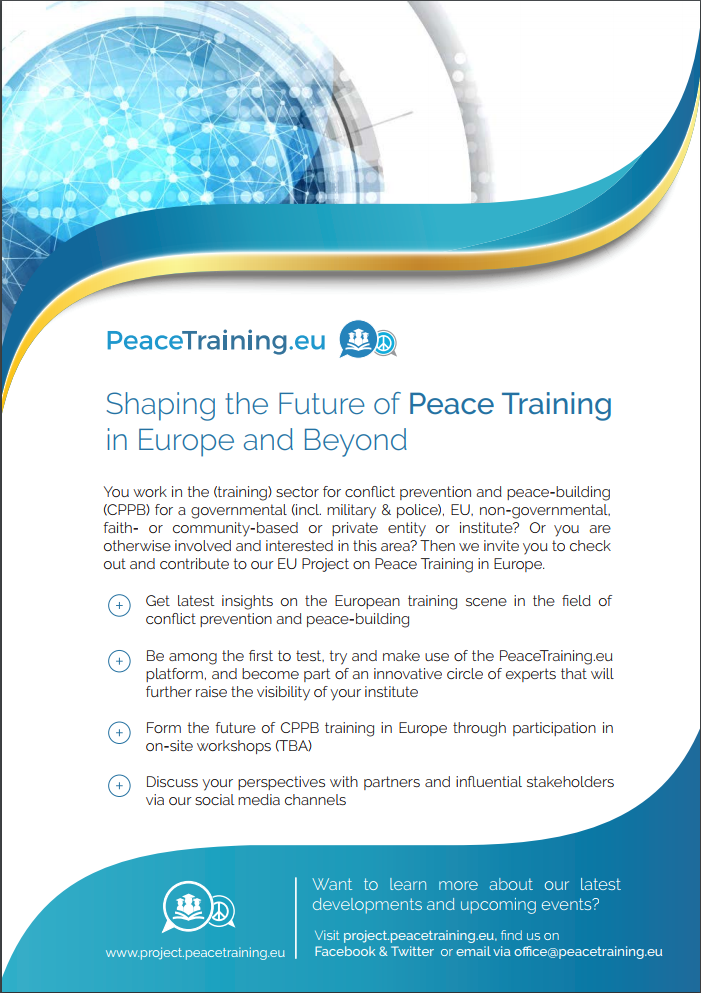 PeaceTraining.eu
Shaping the Future of Peace Training
in Europe and Beyond
You work in the (training) sector for conflict prevention and peace-building
(CPPB) for a governmental (incl. military & police), EU, non-governmental,
faith- or community-based or private entity or institute? Or you are
otherwise involved and interested in this area? Then we invite you to check
out and contribute to our EU Project on Peace Training in Europe.
Get latest insights on the European training scene in the field of
conflict prevention and peace-building
Be among the first to test, try and make use of the PeaceTraining.eu
platform, and become part of an innovative circle of experts that will
further raise the visibility of your institute
Form the future of CPPB training in Europe through participation in
on-site workshops (TBA)
Discuss your perspectives with partners and influential stakeholders
via our social media channels
www.project.peacetraining.eu
Want to learn more about our latest
developments and upcoming events?
Visit project.peacetraining.eu, find us on
Facebook & Twitter or email via office@peacetraining.eu